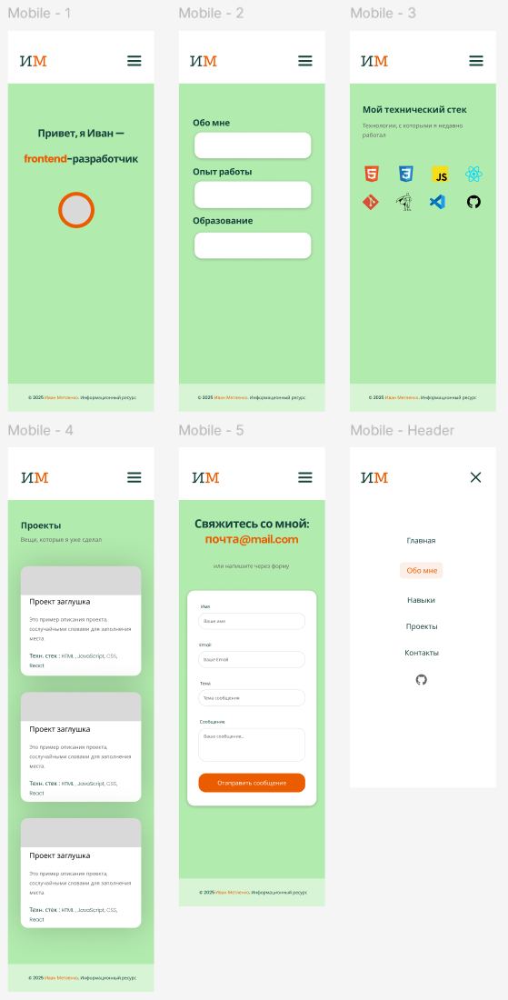 Mobile - 1
ИМ
Привет, я Иван —
frontend-разработчик
© 2025 Иван Метленко. Информационный ресурс
Mobile - 2
ИМ
Обо мне
Опыт работы
Образование
© 2025 Иван Метленко. Информационный ресурс
Mobile - 3
ИМ
Мой технический стек
Технологии, с которыми я недавно
работал
JS
© 2025 Иван Метленко. Информационный ресурс
Mobile - 4
ИМ
Проекты
Вещи, которые я уже сделал
Проект заглушка
Это пример описания проекта,
сослучайными словами для заполнения
места
Техн. стек : HTML , JavaScript, CSS,
React
Проект заглушка
Это пример описания проекта,
сослучайными словами для заполнения
места.
Техн. стек : HTML , JavaScript, CSS,
React
Проект заглушка
Это пример описания проекта,
сослучайными словами для заполнения
места
Техн. стек : HTML , JavaScript, CSS,
React
© 2025 Иван Метленко. Информационный ресурс
Mobile - 5
ИМ
Свяжитесь со мной:
почта@mail.com
или напишите через форму
Имя
Ваше имя
Email
Ваше Email
Тема
Тема сообщения
Сообщение
Ваше сообщение..
Отаправить сообщение
© 2025 Иван Метленко. Информационный ресурс
Mobile - Header
ИМ
Главная
Обо мне
Навыки
Проекты
Контакты